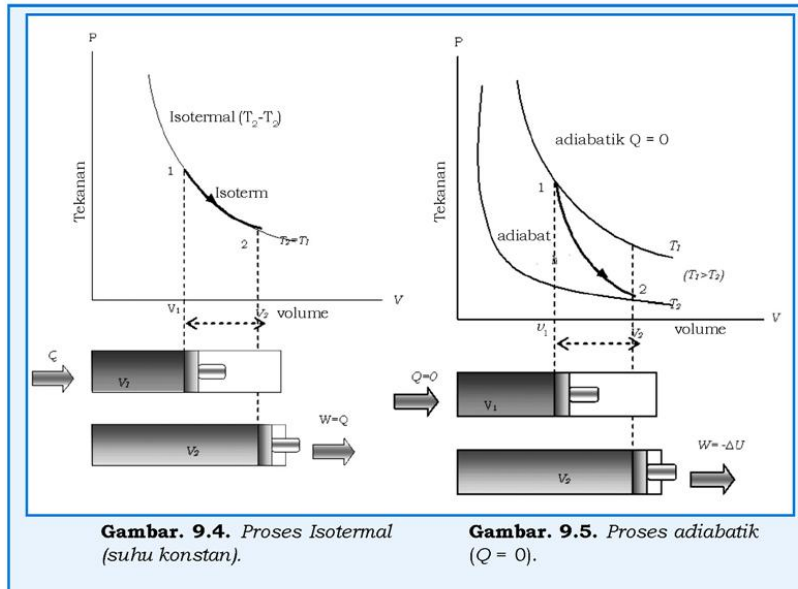 P
Isotermal (T₂-T₂)
1
Isoterm
2
T₂=T₁
Tekanan
V
V₁
V₂
volume
Q
V₁
V₂
W=Q
P
adiabatik Q = 0
1
adiabat
2
T₁
(T₁>T₂)
T₂
Tekanan
V
υ₁
V₂
volume
Q=0
V₁
V₂
W=-ΔU
Gambar. 9.4. Proses Isotermal
(suhu konstan).
Gambar. 9.5. Proses adiabatik
(Q = 0).